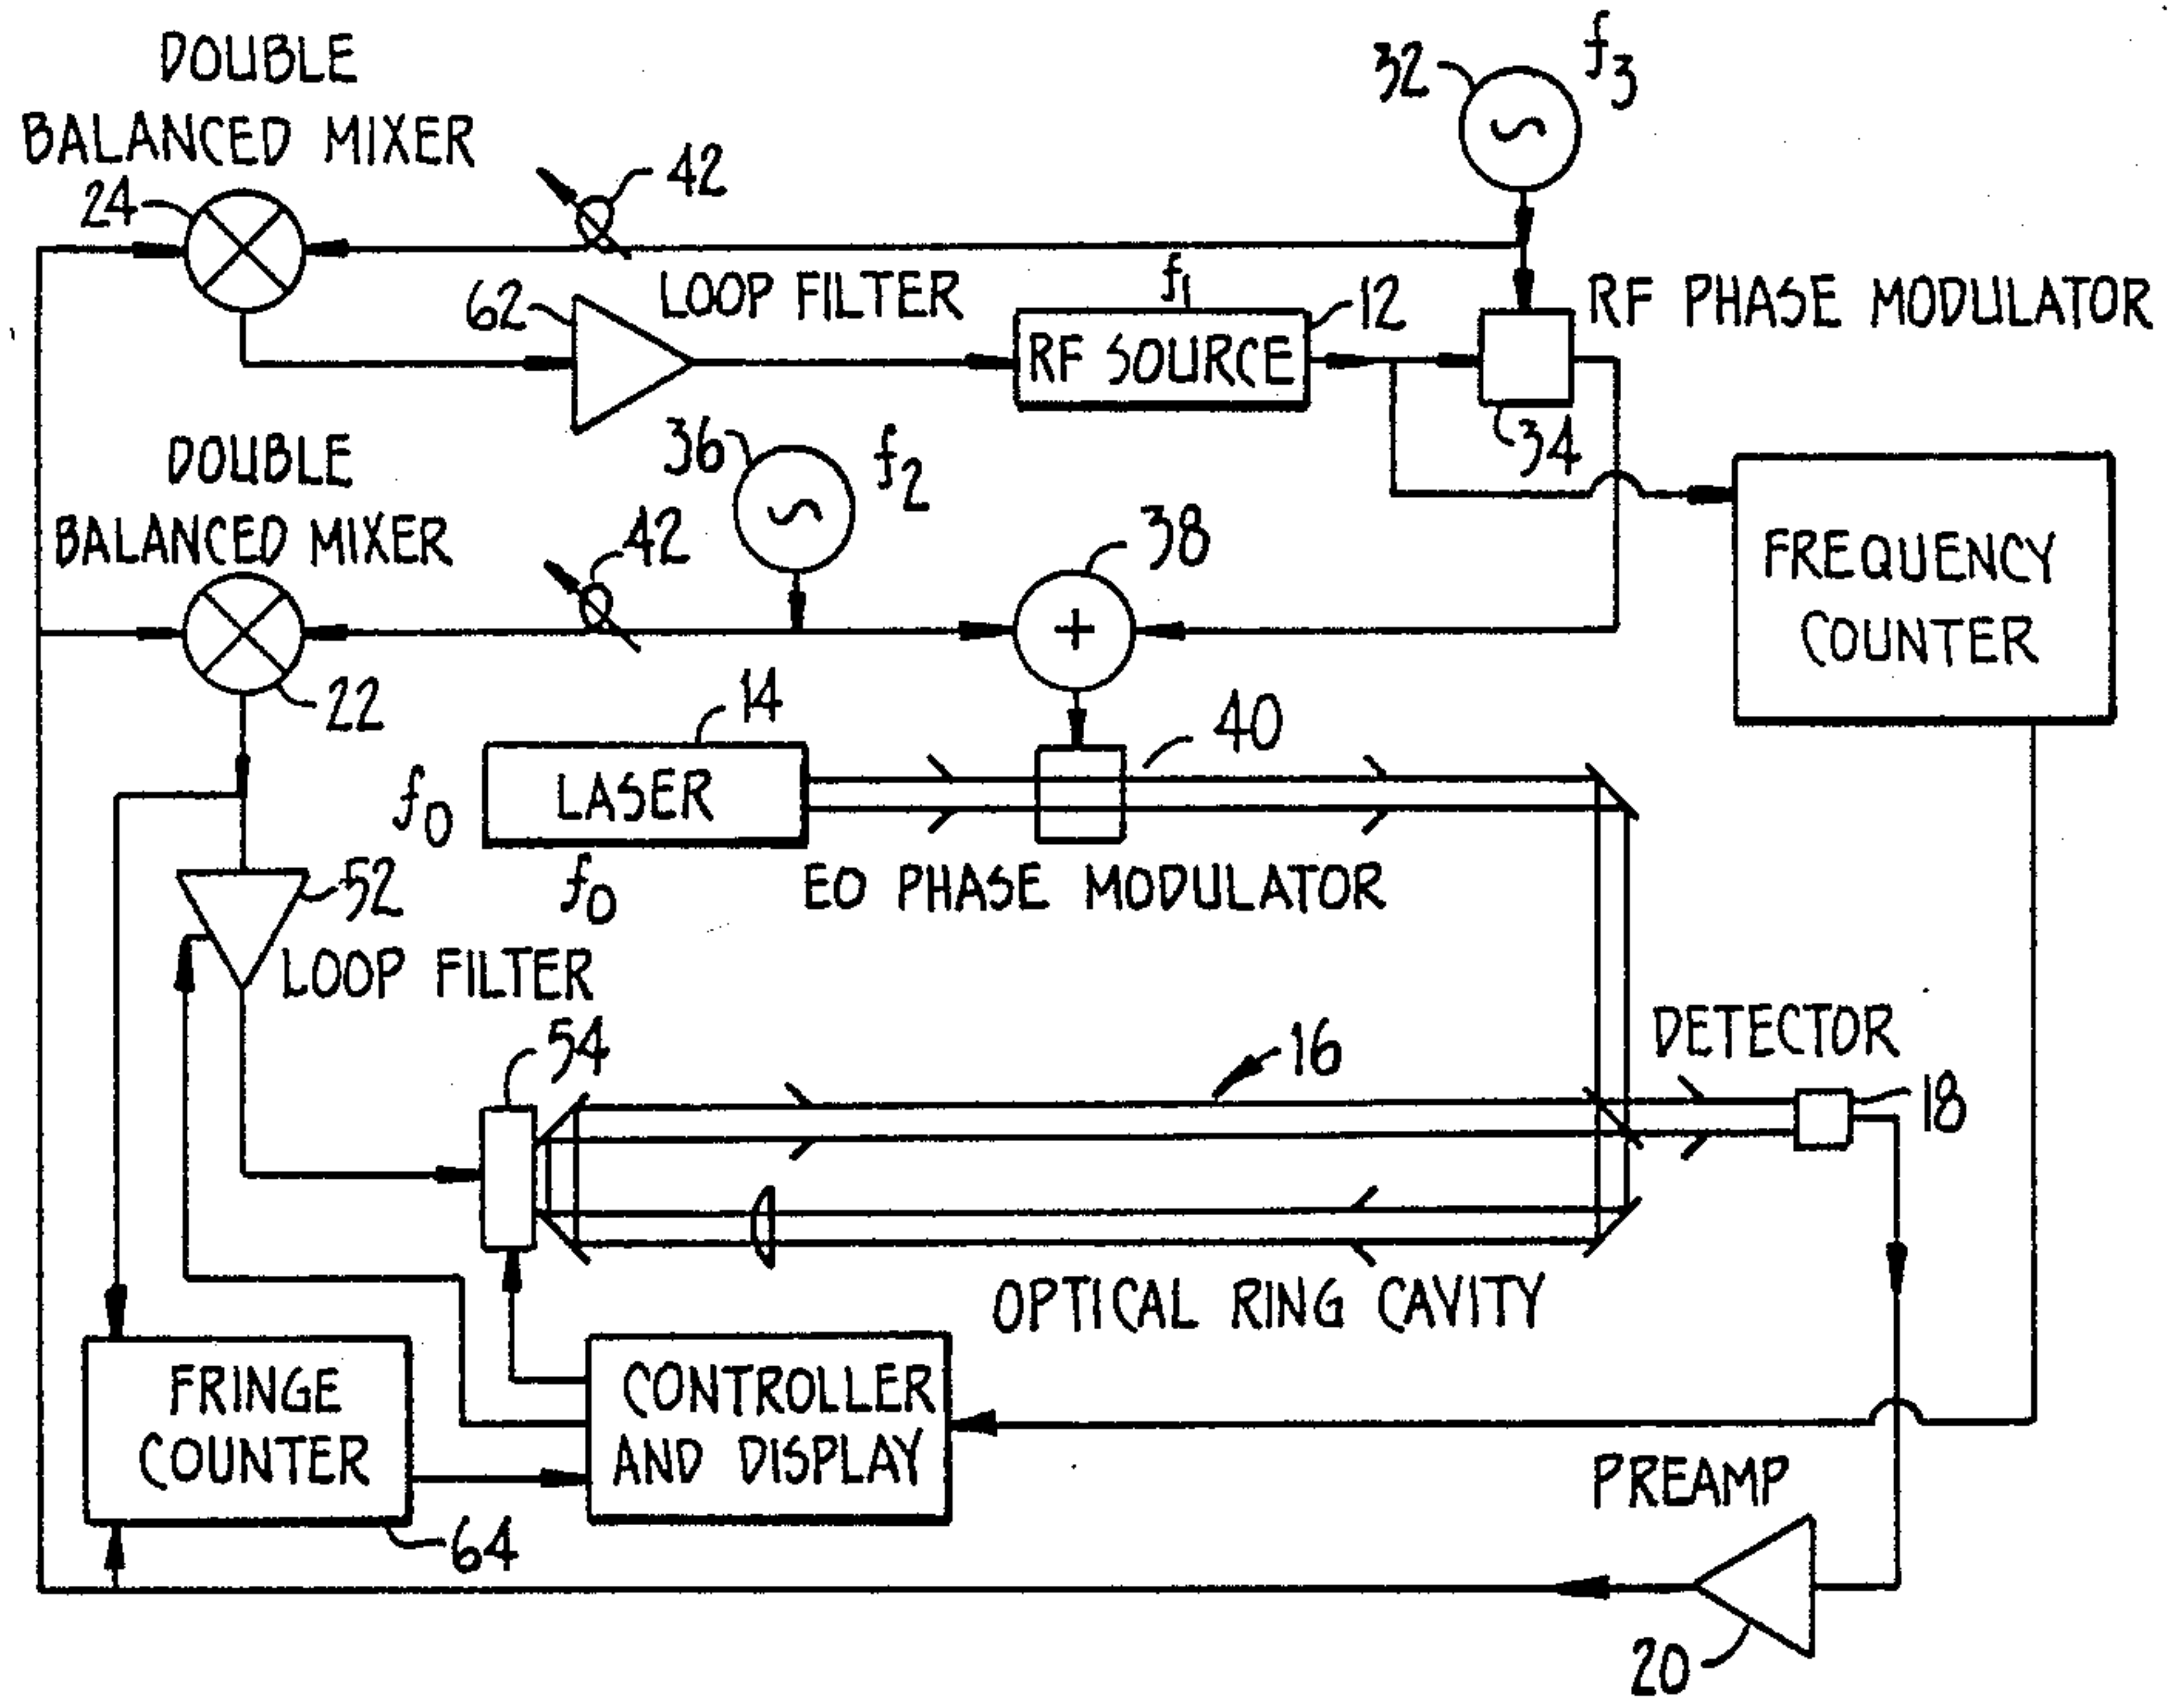 DOUBLE
BALANCED MIXER
24
42
32
f3
62
LOOP FILTER
f1
RF SOURCE
12
RF PHASE MODULATOR
34
DOUBLE
BALANCED MIXER
36
f2
42
38
FREQUENCY
COUNTER
22
14
LASER
f0
f0
40
EO PHASE MODULATOR
52
LOOP FILTER
54
16
DETECTOR
18
OPTICAL RING CAVITY
FRINGE
COUNTER
64
CONTROLLER
AND DISPLAY
PREAMP
20